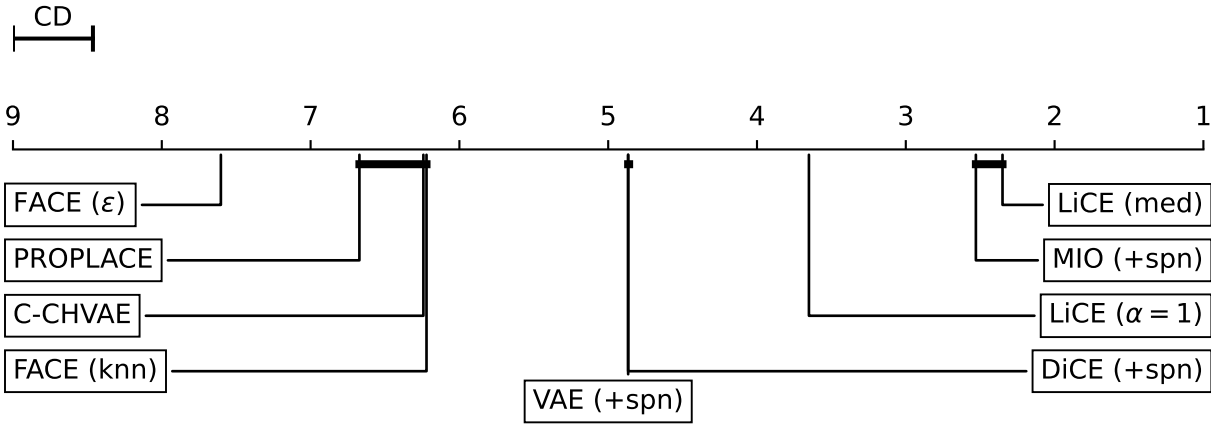 CD
9 8 7 6 5 4 3 2 1
FACE (ε)
PROPLACE
C-CHVAE
FACE (knn)
VAE (+spn)
LiCE (med)
MIO (+spn)
LiCE (α = 1)
DiCE (+spn)